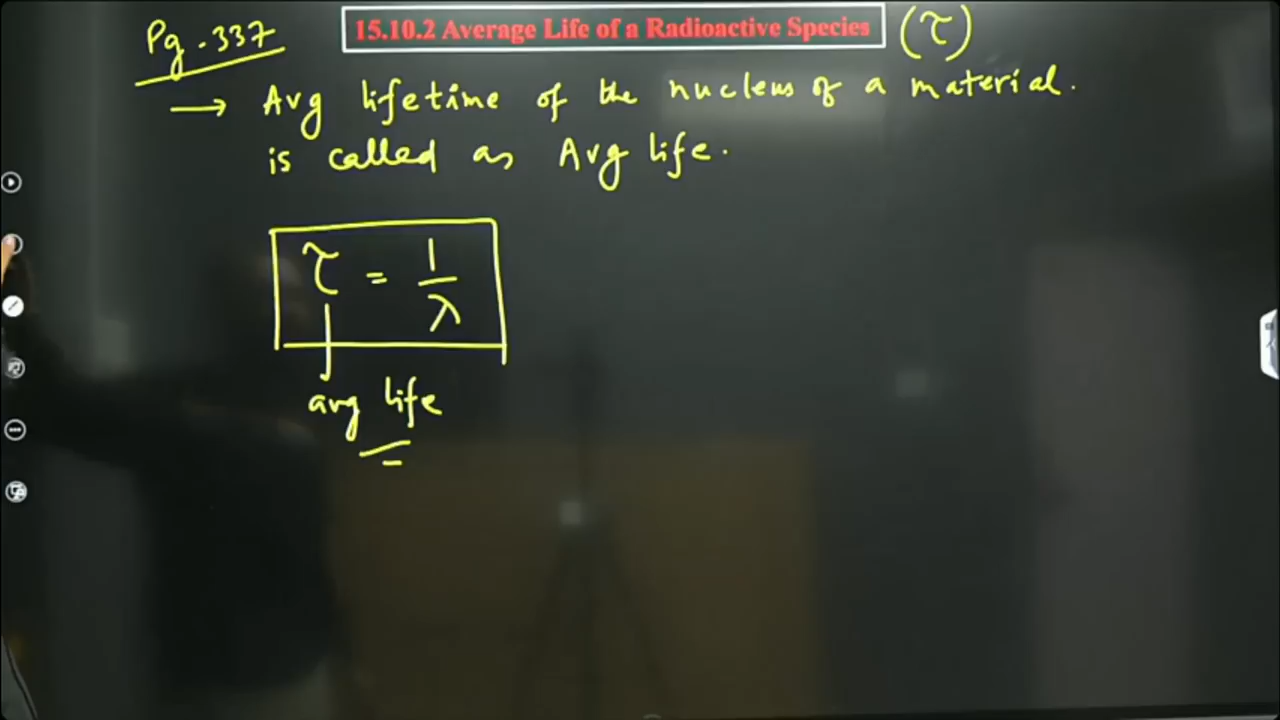 Pg. 337
15.10.2 Average Life of a Radioactive Species (τ)
→ Avg lifetime of the nucleus of a material.
is called as Avg life.
τ = 1/λ
avg life